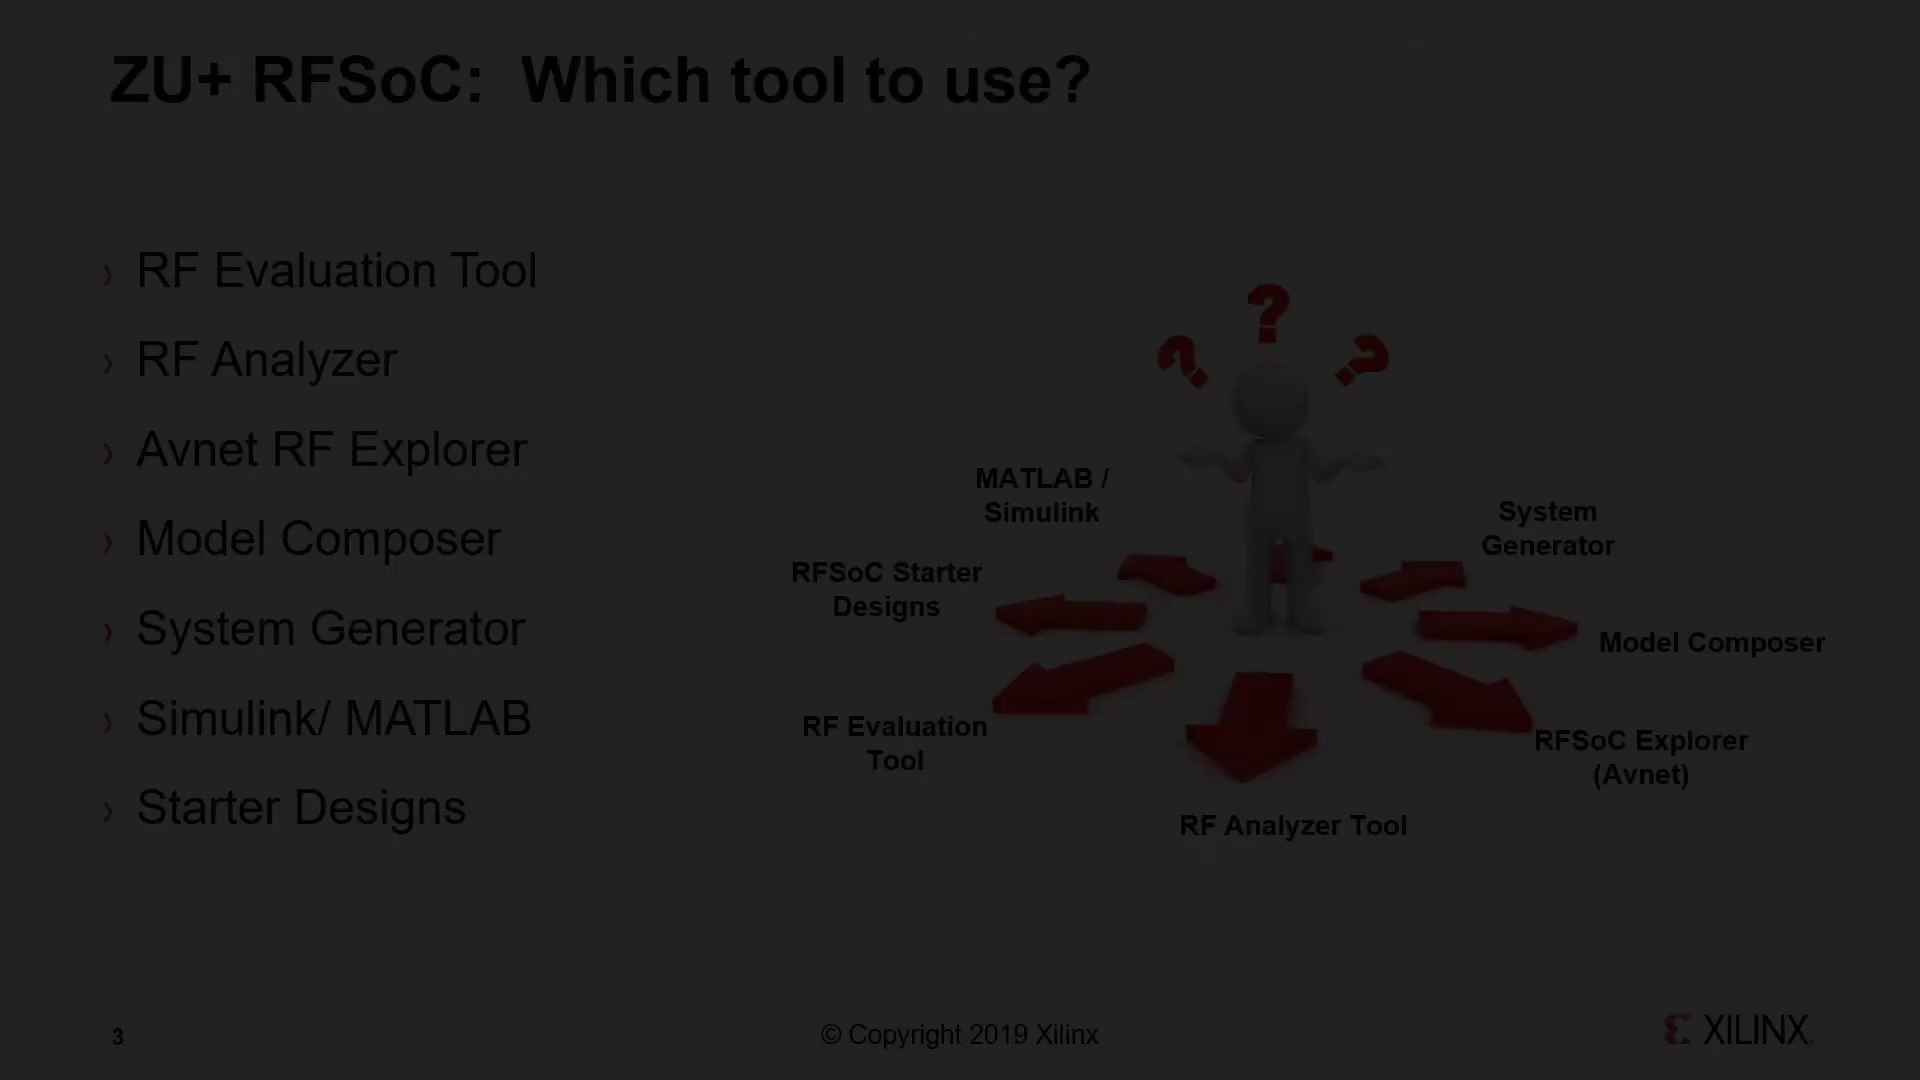 ZU+ RFSoC: Which tool to use?
› RF Evaluation Tool
› RF Analyzer
› Avnet RF Explorer
› Model Composer
› System Generator
› Simulink/ MATLAB
› Starter Designs
? ? ?
MATLAB /
Simulink
System
Generator
RFSoC Starter
Designs
Model Composer
RF Evaluation
Tool
RFSoC Explorer
(Avnet)
RF Analyzer Tool
3
© Copyright 2019 Xilinx
XILINX.